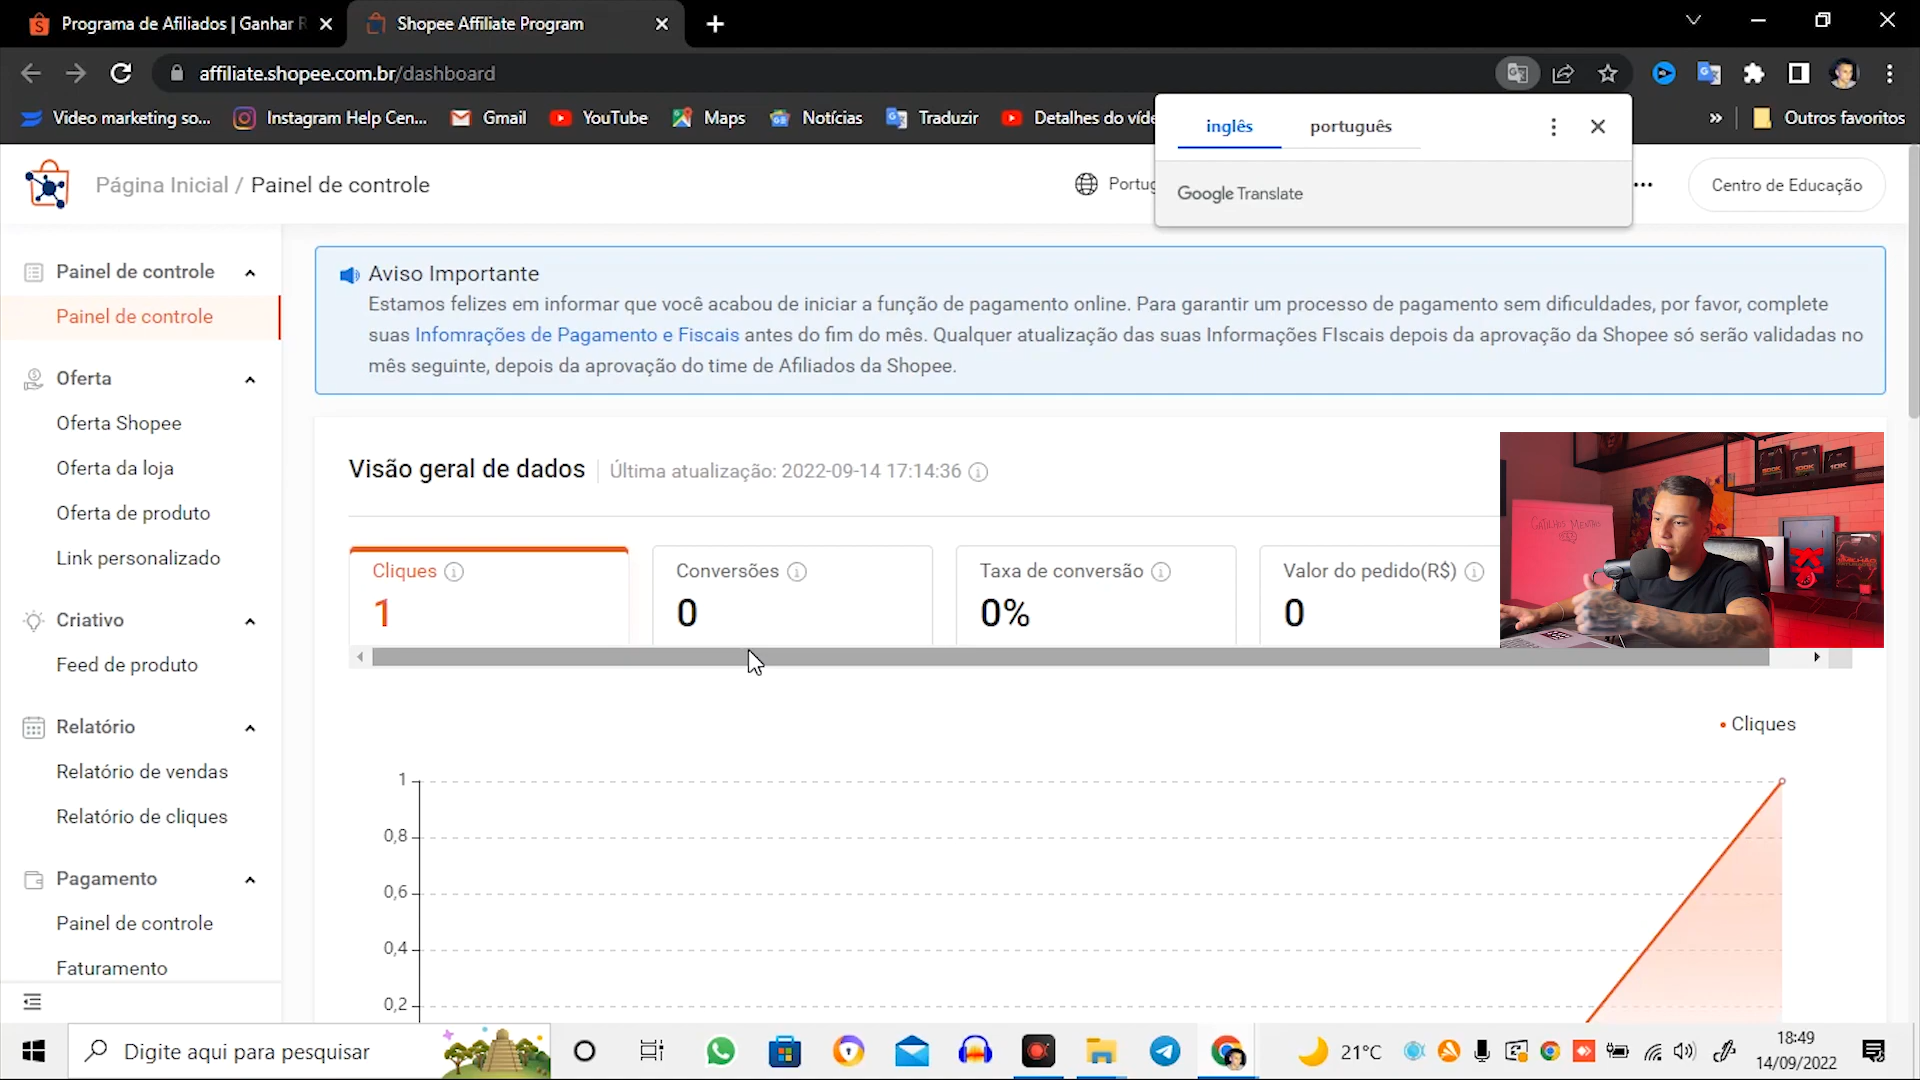 Programa de Afiliados | Ganhar R
Shopee Affiliate Program
affiliate.shopee.com.br/dashboard
Video marketing so...
Instagram Help Cen...
Gmail
YouTube
Maps
Notícias
Traduzir
Detalhes do víde
»
Outros favoritos
inglês
português
Google Translate
Página Inicial / Painel de controle
Portug
Centro de Educação
Painel de controle
Painel de controle
Oferta
Oferta Shopee
Oferta da loja
Oferta de produto
Link personalizado
Criativo
Feed de produto
Relatório
Relatório de vendas
Relatório de cliques
Pagamento
Painel de controle
Faturamento
Aviso Importante
Estamos felizes em informar que você acabou de iniciar a função de pagamento online. Para garantir um processo de pagamento sem dificuldades, por favor, complete
suas Infomrações de Pagamento e Fiscais antes do fim do mês. Qualquer atualização das suas Informações FIscais depois da aprovação da Shopee só serão validadas no
mês seguinte, depois da aprovação do time de Afiliados da Shopee.
Visão geral de dados
Última atualização: 2022-09-14 17:14:36
Cliques
1
Conversões
0
Taxa de conversão
0%
Valor do pedido(R$)
0
100K
10K
Cliques
1
0,8
0,6
0,4
0,2
Digite aqui para pesquisar
21°C
18:49
14/09/2022